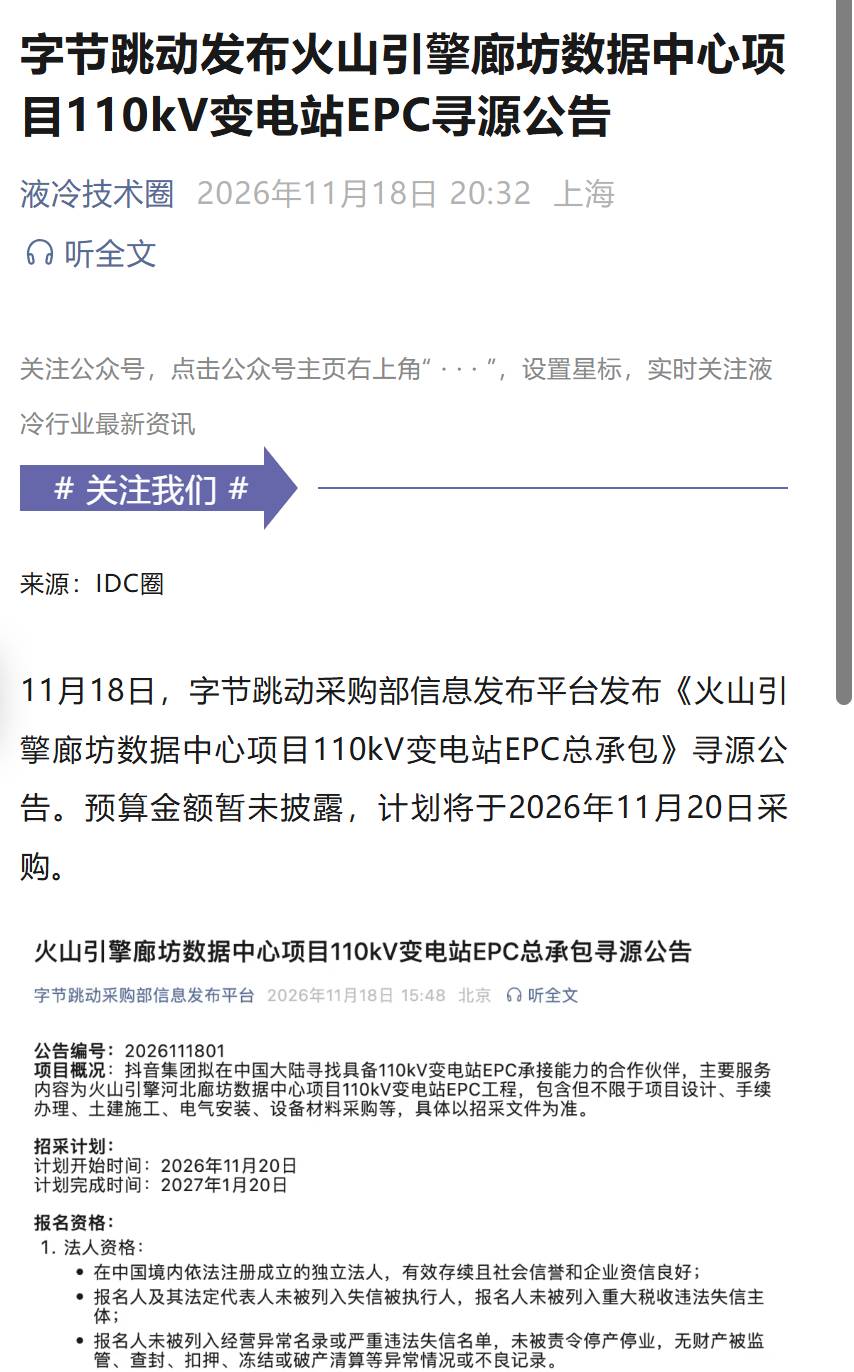 字节跳动发布火山引擎廊坊数据中心项
目110kV变电站EPC寻源公告
液冷技术圈 2026年11月18日 20:32 上海
听全文
关注公众号，点击公众号主页右上角“ · · · ”，设置星标，实时关注液
冷行业最新资讯
# 关注我们 #
来源：IDC圈
11月18日，字节跳动采购部信息发布平台发布《火山引
擎廊坊数据中心项目110kV变电站EPC总承包》寻源公
告。预算金额暂未披露，计划将于2026年11月20日采
购。
火山引擎廊坊数据中心项目110kV变电站EPC总承包寻源公告
字节跳动采购部信息发布平台 2026年11月18日 15:48 北京 听全文
公告编号：2026111801
项目概况：抖音集团拟在中国大陆寻找具备110kV变电站EPC承接能力的合作伙伴，主要服务
内容为火山引擎河北廊坊数据中心项目110kV变电站EPC工程，包含但不限于项目设计、手续
办理、土建施工、电气安装、设备材料采购等，具体以招采文件为准。
招采计划：
计划开始时间：2026年11月20日
计划完成时间：2027年1月20日
报名资格：
1. 法人资格：
• 在中国境内依法注册成立的独立法人，有效存续且社会信誉和企业资信良好；
• 报名人及其法定代表人未被列入失信被执行人，报名人未被列入重大税收违法失信主
体；
• 报名人未被列入经营异常名录或严重违法失信名单，未被责令停产停业，无财产被监
管、查封、扣押、冻结或破产清算等异常情况或不良记录。